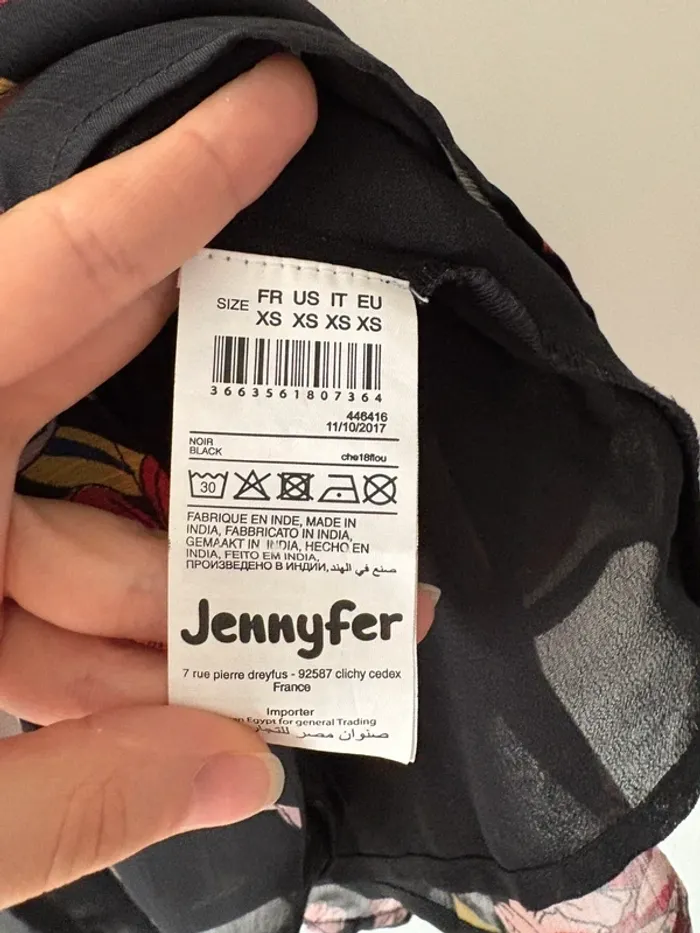 SIZE FR US IT EU
XS XS XS XS
3663561807364
446416
11/10/2017
NOIR
BLACK
che18flou
30
FABRIQUE EN INDE, MADE IN
INDIA, FABBRICATO IN INDIA,
GEMAAKT IN INDIA, HECHO EN
INDIA, FEITO EM INDIA,
ПРОИЗВЕДЕНО В ИНДИИ, صنع في الهند
Jennyfer
7 rue pierre dreyfus - 92587 clichy cedex
France
Importer
Egypt for general Trading
صنوان مصر